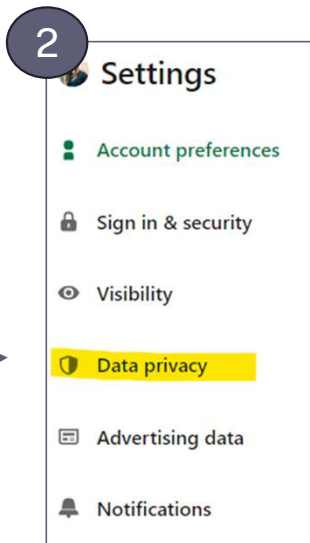 2
Settings
Account preferences
Sign in & security
Visibility
Data privacy
Advertising data
Notifications